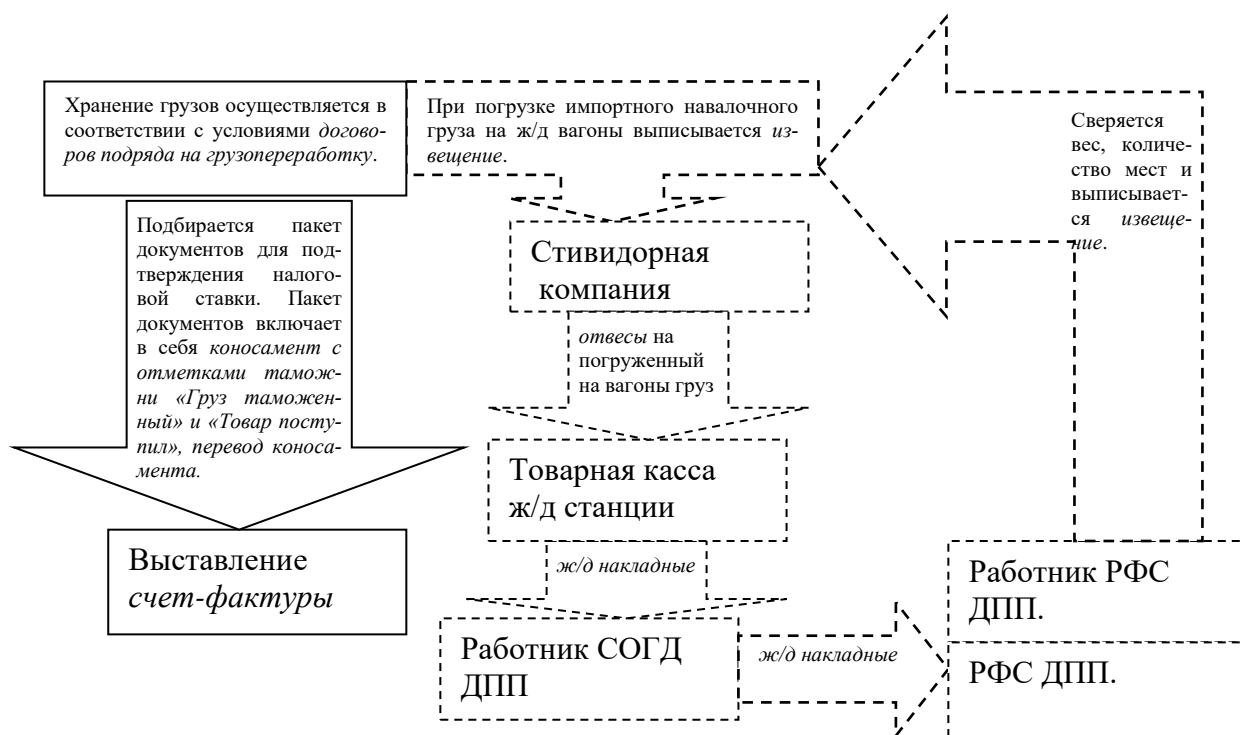 Хранение грузов осуществляется в
соответствии с условиями догово-
ров подряда на грузопереработку.
При погрузке импортного навалочного
груза на ж/д вагоны выписывается из-
вещение.
Сверяется
вес, количе-
ство мест и
выписывает-
ся извеще-
ние.
Подбирается пакет
документов для под-
тверждения налого-
вой ставки. Пакет
документов включает
в себя коносамент с
отметками тамож-
ни «Груз таможен-
ный» и «Товар посту-
пил», перевод коноса-
мента.
Стивидорная
компания
отвесы на
погруженный
на вагоны груз
Товарная касса
ж/д станции
ж/д накладные
Выставление
счет-фактуры
Работник СОГД
ДПП
ж/д накладные
Работник РФС
ДПП.
РФС ДПП.